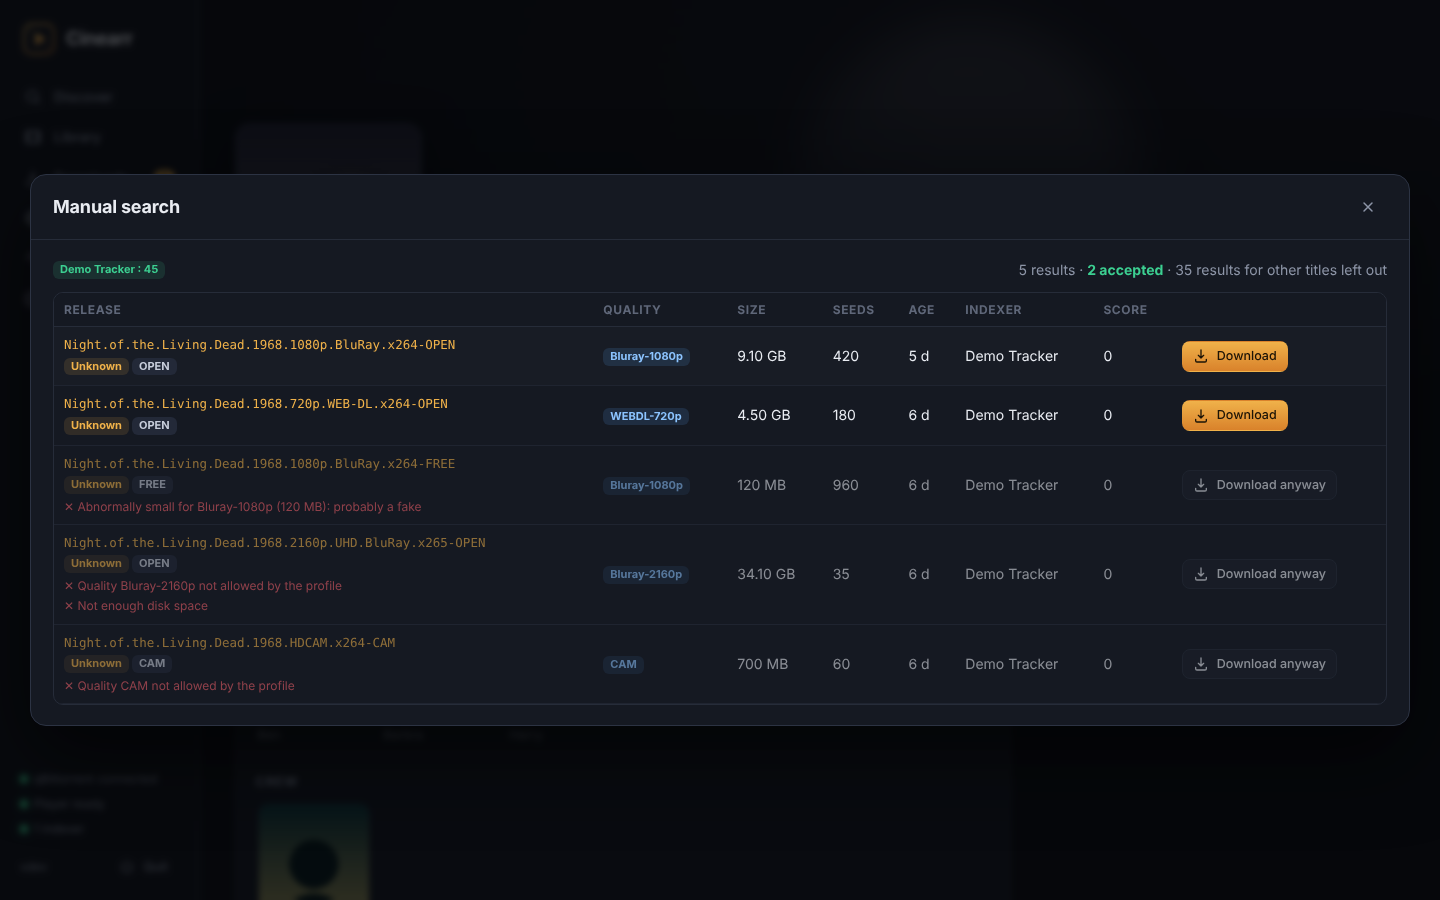 Cinearr
Discover
Library
Manual search
Demo Tracker : 45
5 results · 2 accepted · 35 results for other titles left out
RELEASE QUALITY SIZE SEEDS AGE INDEXER SCORE
Night.of.the.Living.Dead.1968.1080p.BluRay.x264-OPEN
Unknown OPEN
Bluray-1080p 9.10 GB 420 5 d Demo Tracker 0 Download
Night.of.the.Living.Dead.1968.720p.WEB-DL.x264-OPEN
Unknown OPEN
WEBDL-720p 4.50 GB 180 6 d Demo Tracker 0 Download
Night.of.the.Living.Dead.1968.1080p.BluRay.x264-FREE
Unknown FREE
✕ Abnormally small for Bluray-1080p (120 MB): probably a fake
Bluray-1080p 120 MB 960 6 d Demo Tracker 0 Download anyway
Night.of.the.Living.Dead.1968.2160p.UHD.BluRay.x265-OPEN
Unknown OPEN
✕ Quality Bluray-2160p not allowed by the profile
✕ Not enough disk space
Bluray-2160p 34.10 GB 35 6 d Demo Tracker 0 Download anyway
Night.of.the.Living.Dead.1968.HDCAM.x264-CAM
Unknown CAM
✕ Quality CAM not allowed by the profile
CAM 700 MB 60 6 d Demo Tracker 0 Download anyway